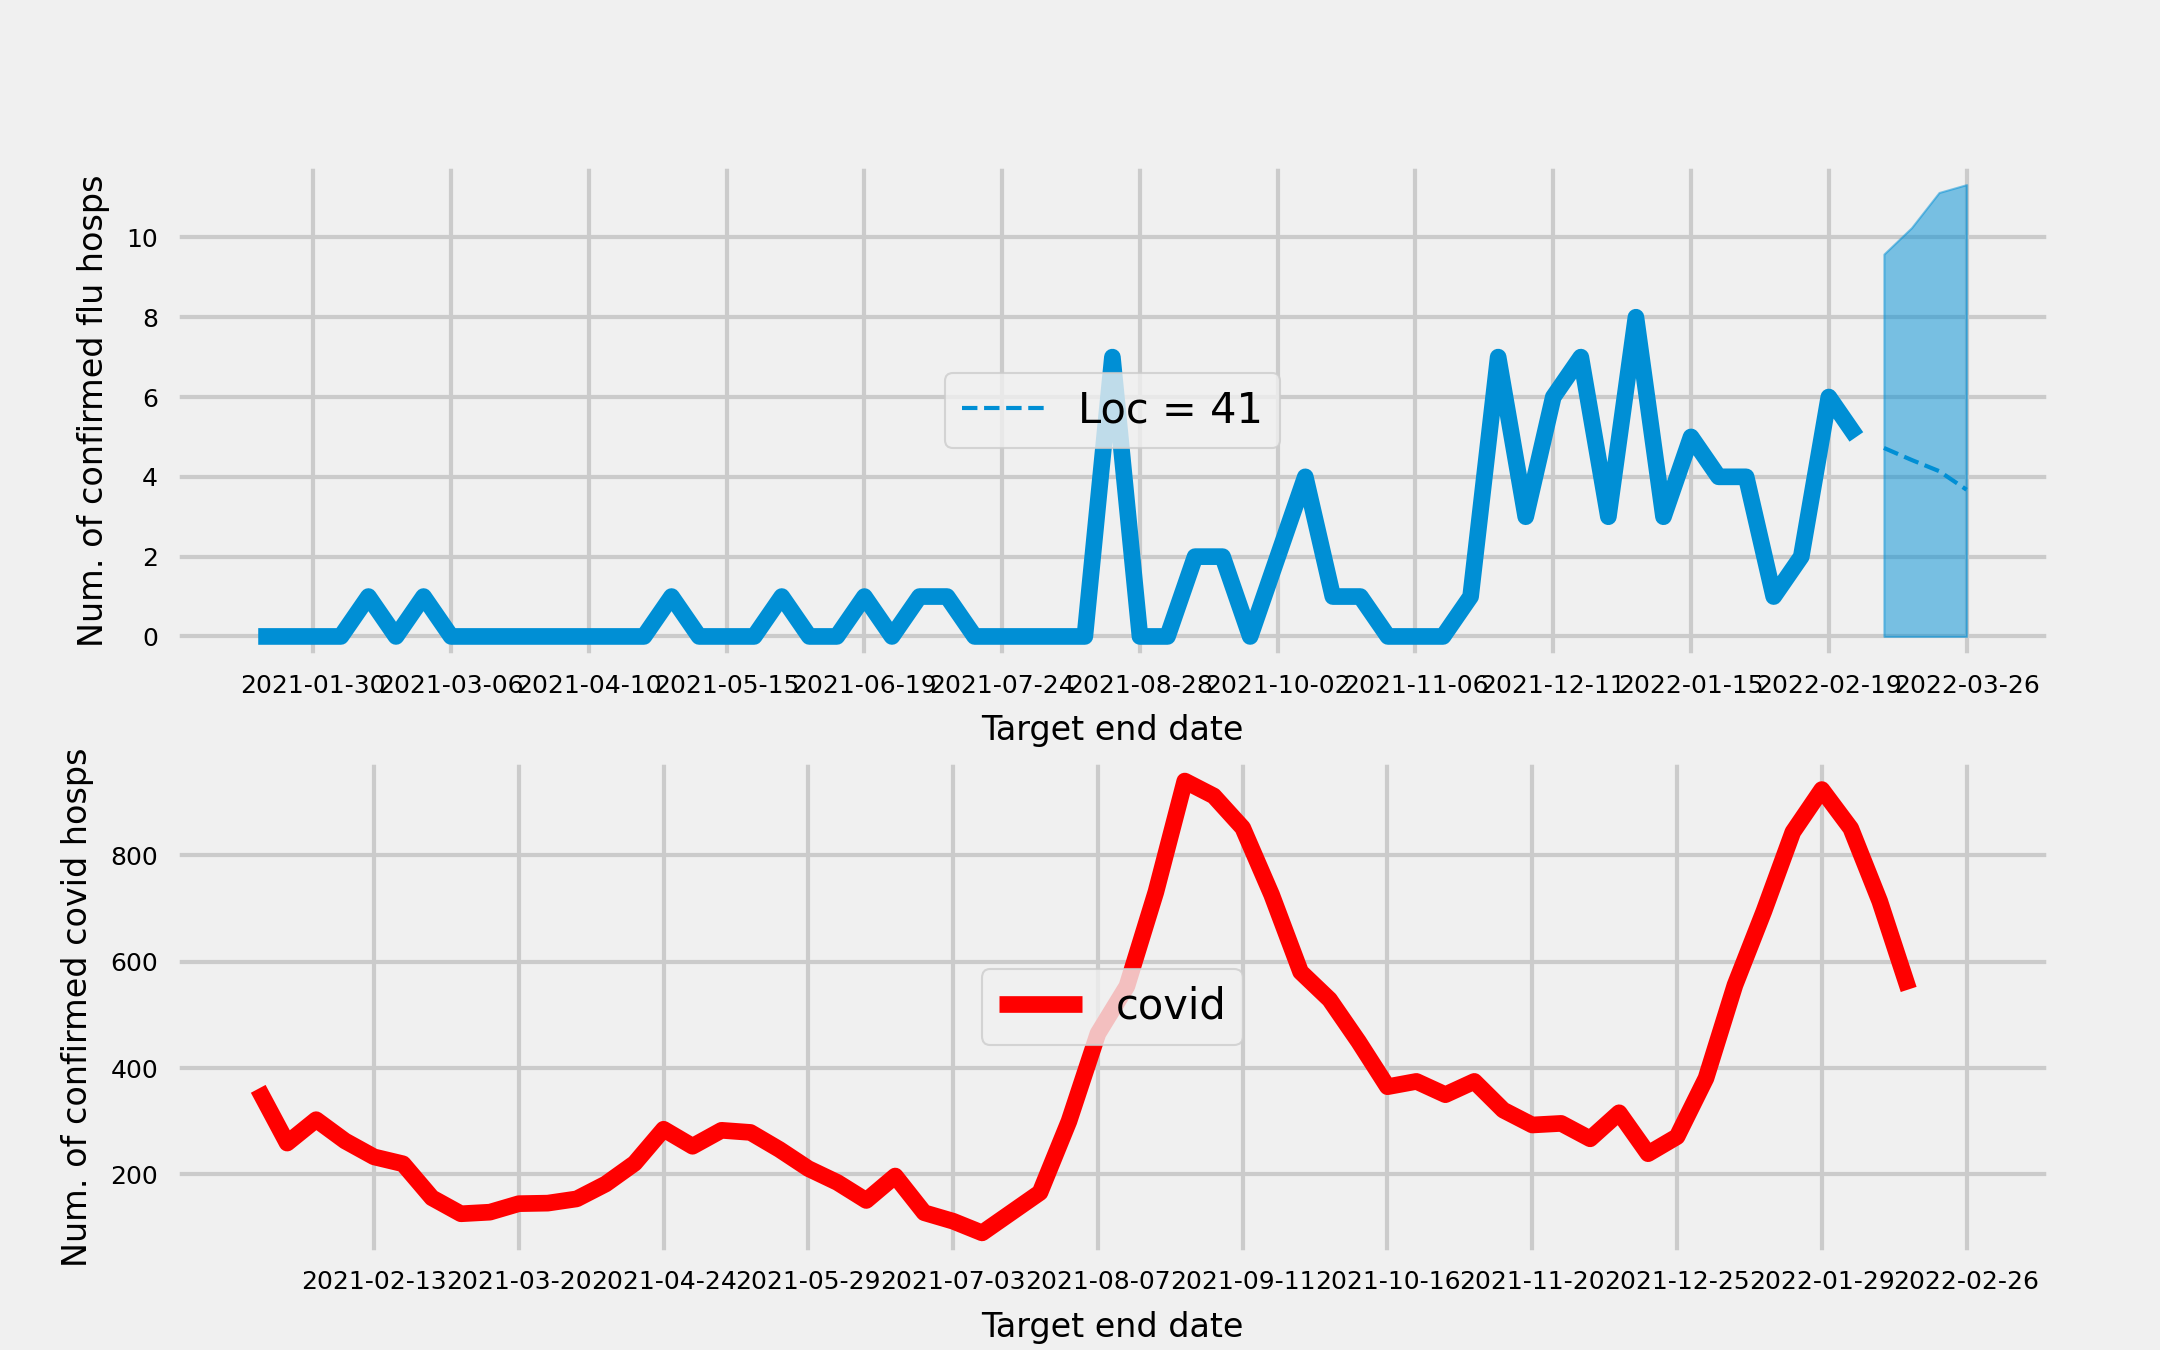 Num. of confirmed flu hosps
10
8
6
4
2
0
Loc = 41
2021-01-30 2021-03-06 2021-04-10 2021-05-15 2021-06-19 2021-07-24 2021-08-28 2021-10-02 2021-11-06 2021-12-11 2022-01-15 2022-02-19 2022-03-26
Target end date
Num. of confirmed covid hosps
800
600
400
200
covid
2021-02-13 2021-03-20 2021-04-24 2021-05-29 2021-07-03 2021-08-07 2021-09-11 2021-10-16 2021-11-20 2021-12-25 2022-01-29 2022-02-26
Target end date